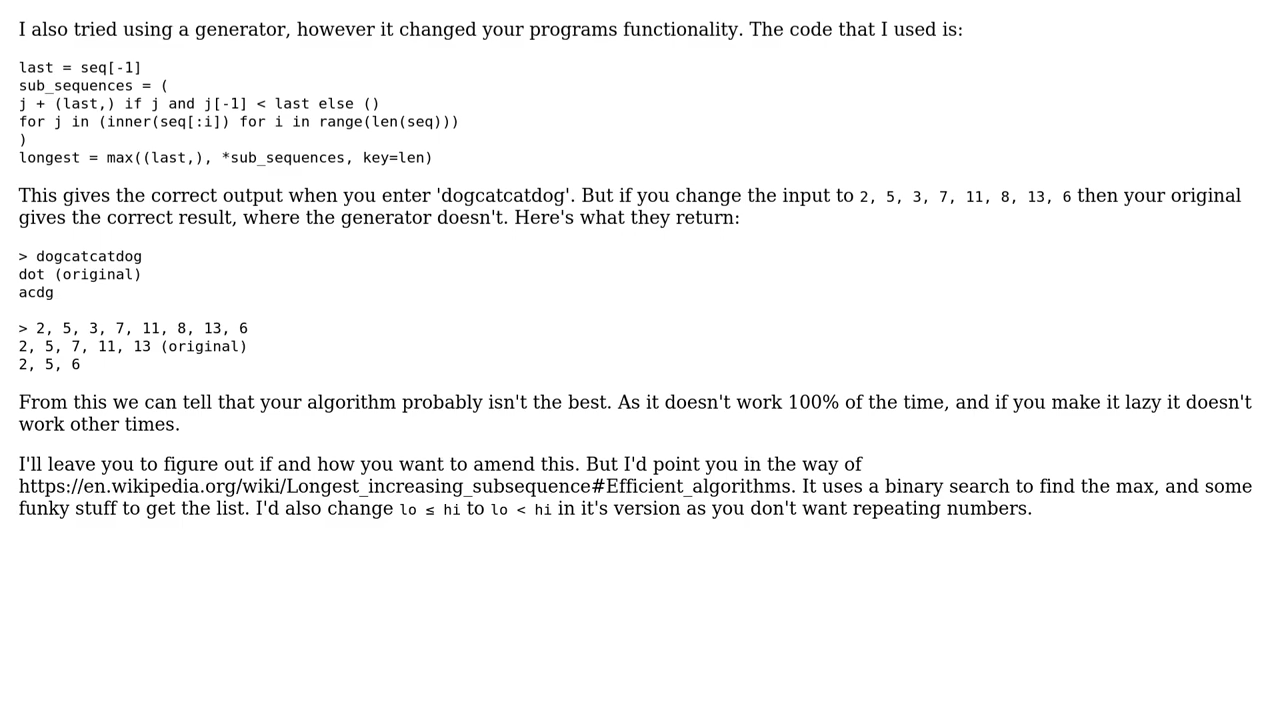 I also tried using a generator, however it changed your programs functionality. The code that I used is:
last = seq[-1]
sub_sequences = (
j + (last,) if j and j[-1] < last else ()
for j in (inner(seq[:i]) for i in range(len(seq)))
)
longest = max((last,), *sub_sequences, key=len)
This gives the correct output when you enter 'dogcatcatdog'. But if you change the input to 2, 5, 3, 7, 11, 8, 13, 6 then your original
gives the correct result, where the generator doesn't. Here's what they return:
> dogcatcatdog
dot (original)
acdg
> 2, 5, 3, 7, 11, 8, 13, 6
2, 5, 7, 11, 13 (original)
2, 5, 6
From this we can tell that your algorithm probably isn't the best. As it doesn't work 100% of the time, and if you make it lazy it doesn't
work other times.
I'll leave you to figure out if and how you want to amend this. But I'd point you in the way of
https://en.wikipedia.org/wiki/Longest_increasing_subsequence#Efficient_algorithms. It uses a binary search to find the max, and some
funky stuff to get the list. I'd also change lo ≤ hi to lo < hi in it's version as you don't want repeating numbers.